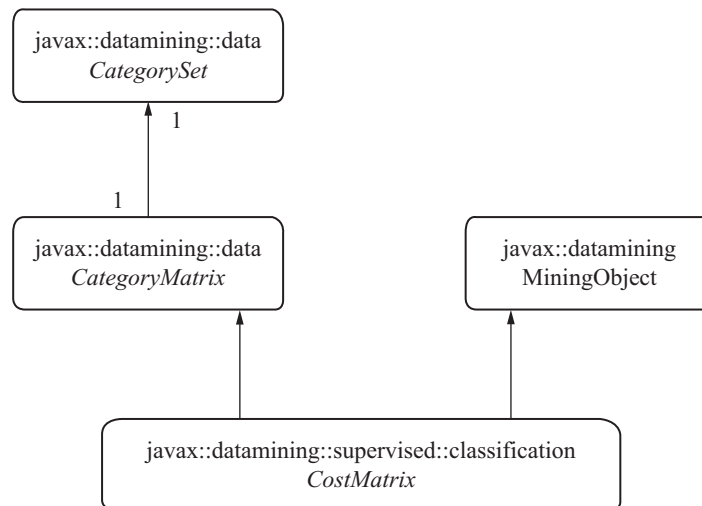 javax::datamining::data
CategorySet
1
1
javax::datamining::data
CategoryMatrix
javax::datamining
MiningObject
javax::datamining::supervised::classification
CostMatrix